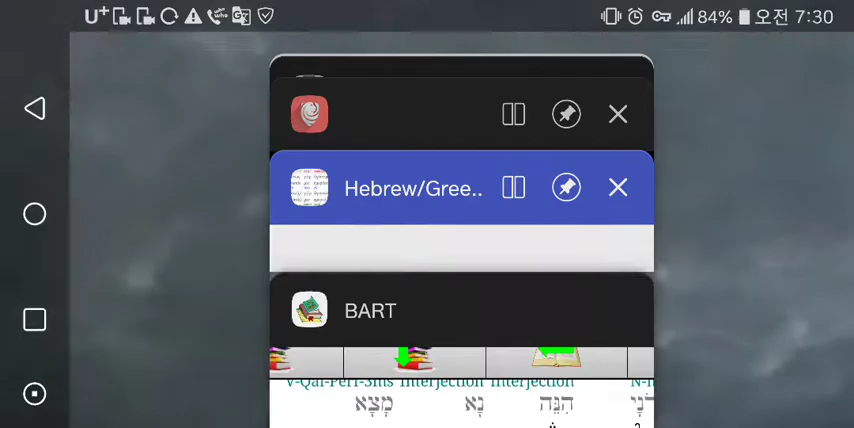 U+ 84% 오전 7:30
Hebrew/Gree..
BART
V-Qal-Perf-3ms Interjection Interjection
מָצָא נָא הִנֵּה